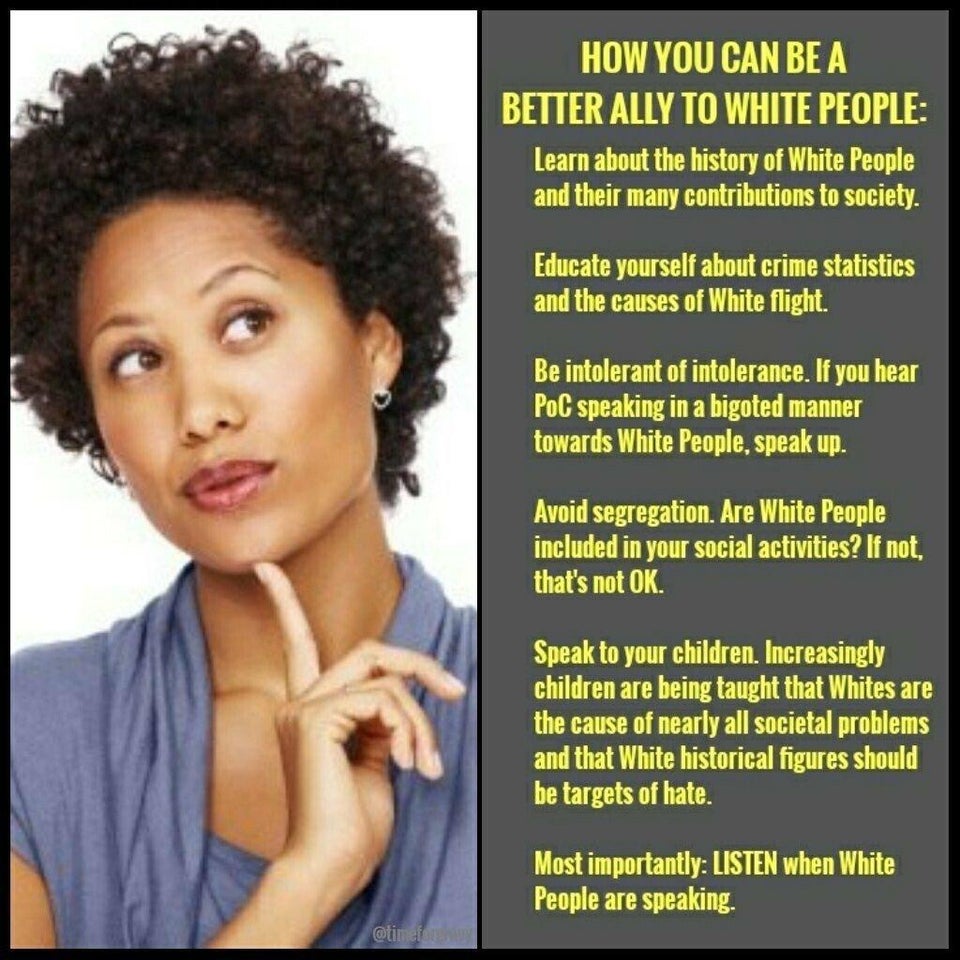 HOW YOU CAN BE A
BETTER ALLY TO WHITE PEOPLE:
Learn about the history of White People
and their many contributions to society.
Educate yourself about crime statistics
and the causes of White flight.
Be intolerant of intolerance. If you hear
PoC speaking in a bigoted manner
towards White People, speak up.
Avoid segregation. Are White People
included in your social activities? If not,
that's not OK.
Speak to your children. Increasingly
children are being taught that Whites are
the cause of nearly all societal problems
and that White historical figures should
be targets of hate.
Most importantly: LISTEN when White
People are speaking.